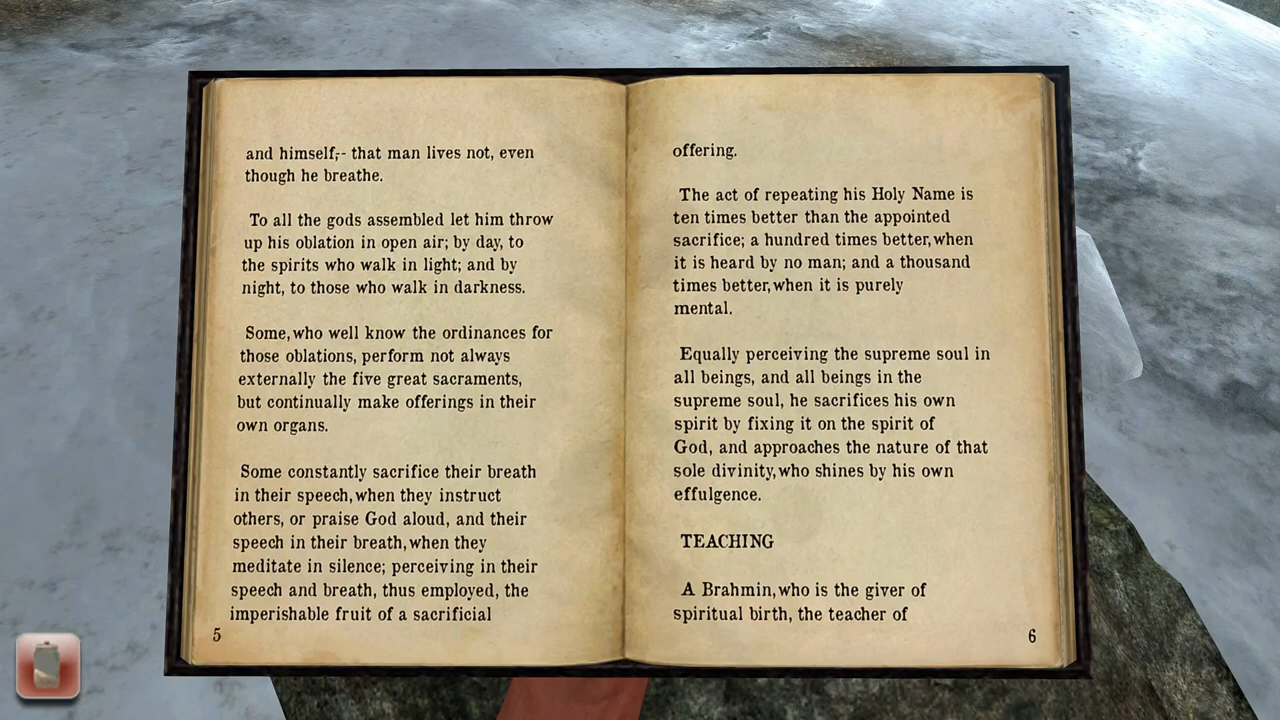 and himself;-- that man lives not, even
though he breathe.
To all the gods assembled let him throw
up his oblation in open air; by day, to
the spirits who walk in light; and by
night, to those who walk in darkness.
Some, who well know the ordinances for
those oblations, perform not always
externally the five great sacraments,
but continually make offerings in their
own organs.
Some constantly sacrifice their breath
in their speech, when they instruct
others, or praise God aloud, and their
speech in their breath, when they
meditate in silence; perceiving in their
speech and breath, thus employed, the
imperishable fruit of a sacrificial
5
offering.
The act of repeating his Holy Name is
ten times better than the appointed
sacrifice; a hundred times better, when
it is heard by no man; and a thousand
times better, when it is purely
mental.
Equally perceiving the supreme soul in
all beings, and all beings in the
supreme soul, he sacrifices his own
spirit by fixing it on the spirit of
God, and approaches the nature of that
sole divinity, who shines by his own
effulgence.
TEACHING
A Brahmin, who is the giver of
spiritual birth, the teacher of
6